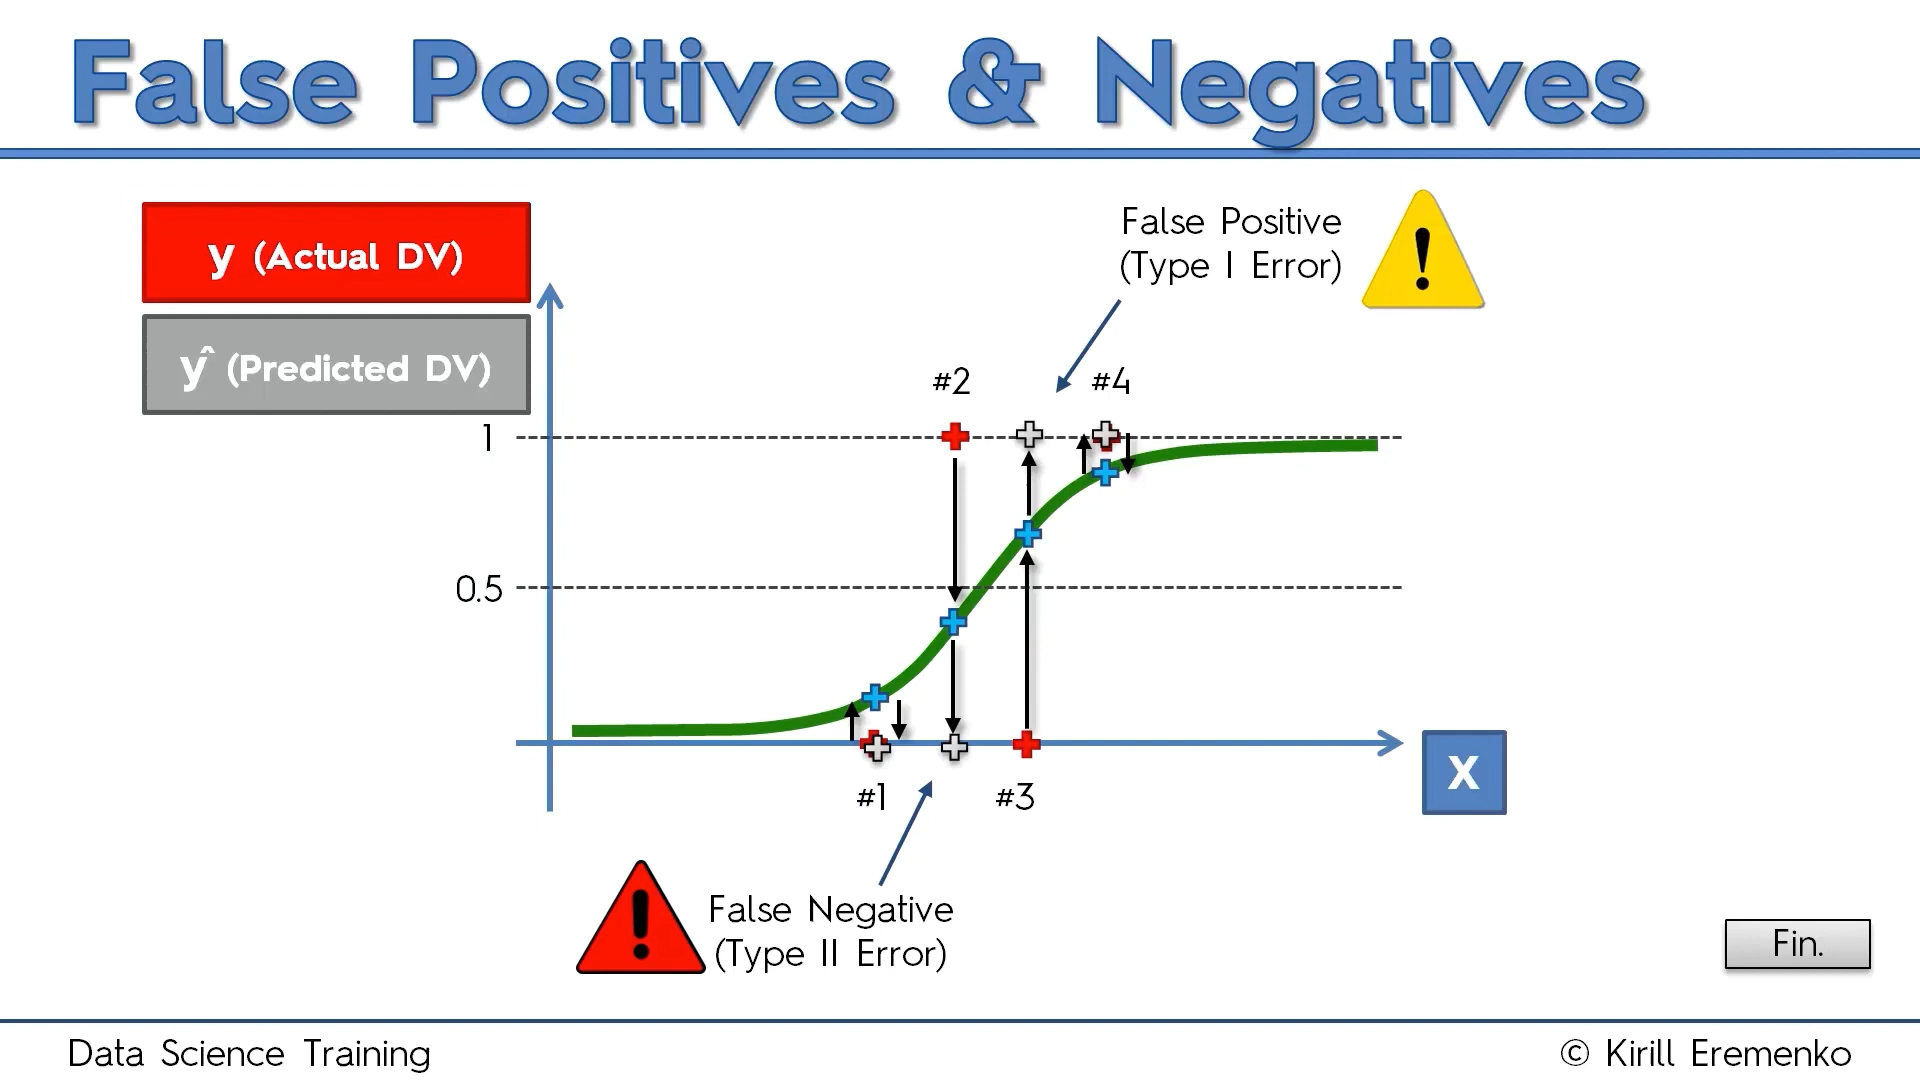 False Positives & Negatives
y (Actual DV)
ŷ (Predicted DV)
False Positive
(Type I Error)
!
#2
#4
1
0.5
#1
#3
X
!
False Negative
(Type II Error)
Fin.
Data Science Training
© Kirill Eremenko